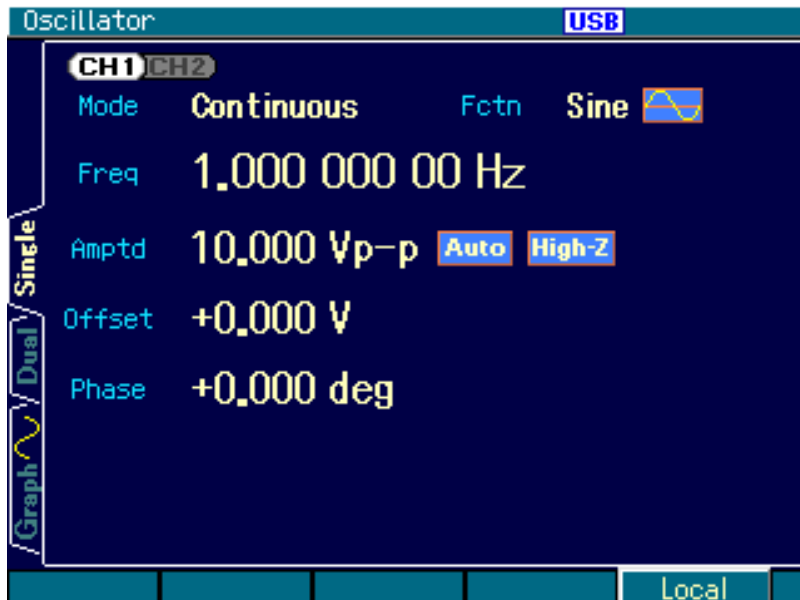 Oscillator USB
CH1 CH2
Mode Continuous Fctn Sine
Freq 1.000 000 00 Hz
Amptd 10.000 Vp-p Auto High-Z
Offset +0.000 V
Phase +0.000 deg
Single
Dual
Graph
Local